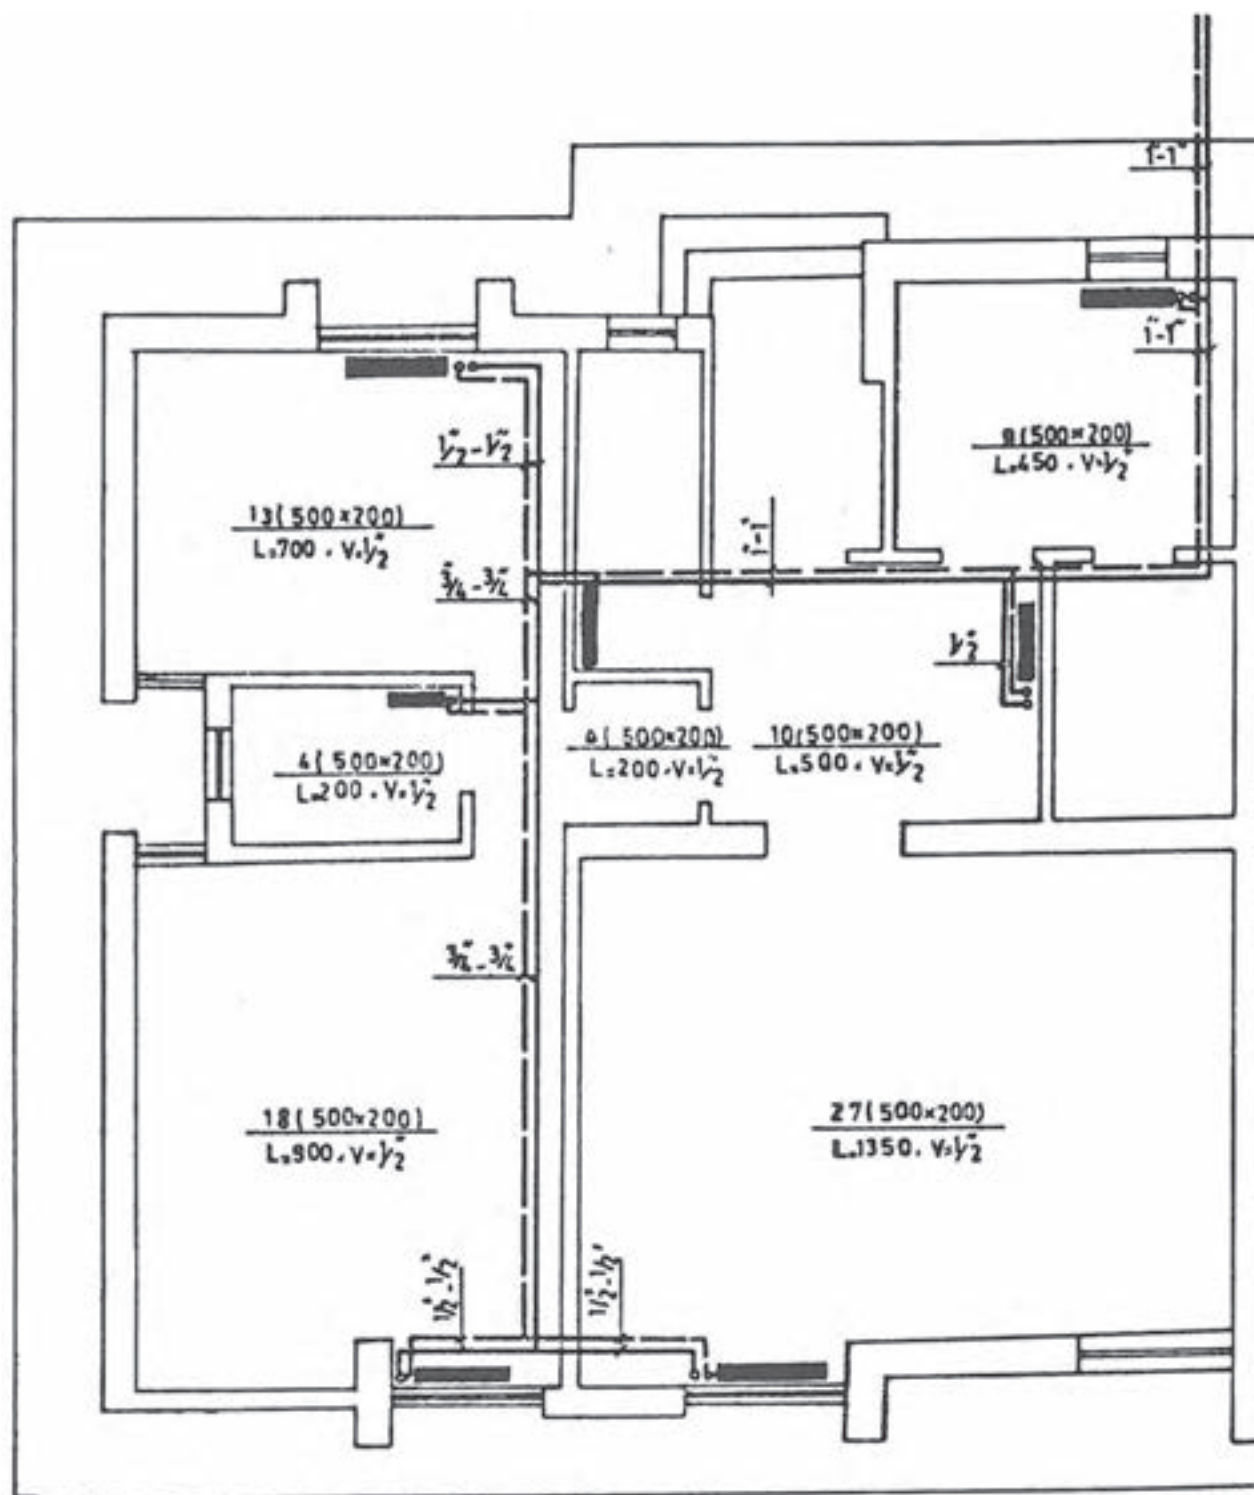 1"-1"
1"-1"
1/2"-1/2"
9(500×200)
L=450.V=1/2"
13(500×200)
L=700.V=1/2"
1"-1"
3/4"-3/4"
1/2"
4(500×200)
L=200.V=1/2"
4(500×200)
L=200.V=1/2"
10(500×200)
L=500.V=1/2"
3/4"-3/4"
18(500×200)
L=900.V=1/2"
27(500×200)
L=1350.V=1/2"
1/2"-1/2"
1/2"-1/2"